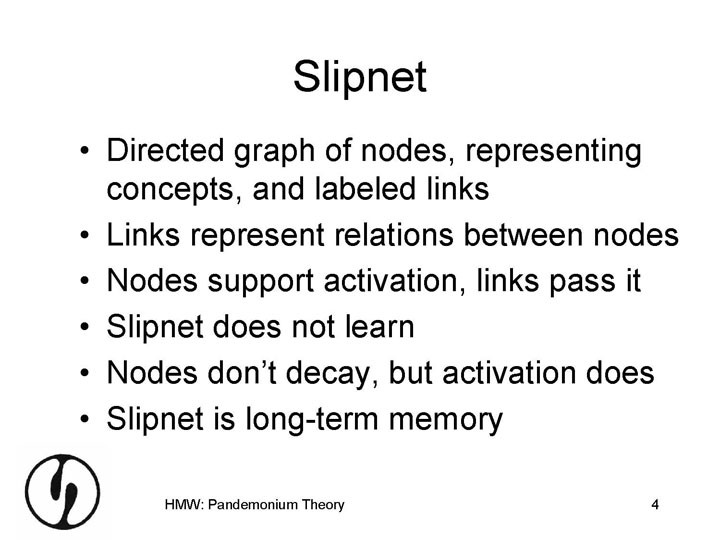 Slipnet
• Directed graph of nodes, representing
concepts, and labeled links
• Links represent relations between nodes
• Nodes support activation, links pass it
• Slipnet does not learn
• Nodes don’t decay, but activation does
• Slipnet is long-term memory
HMW: Pandemonium Theory
4